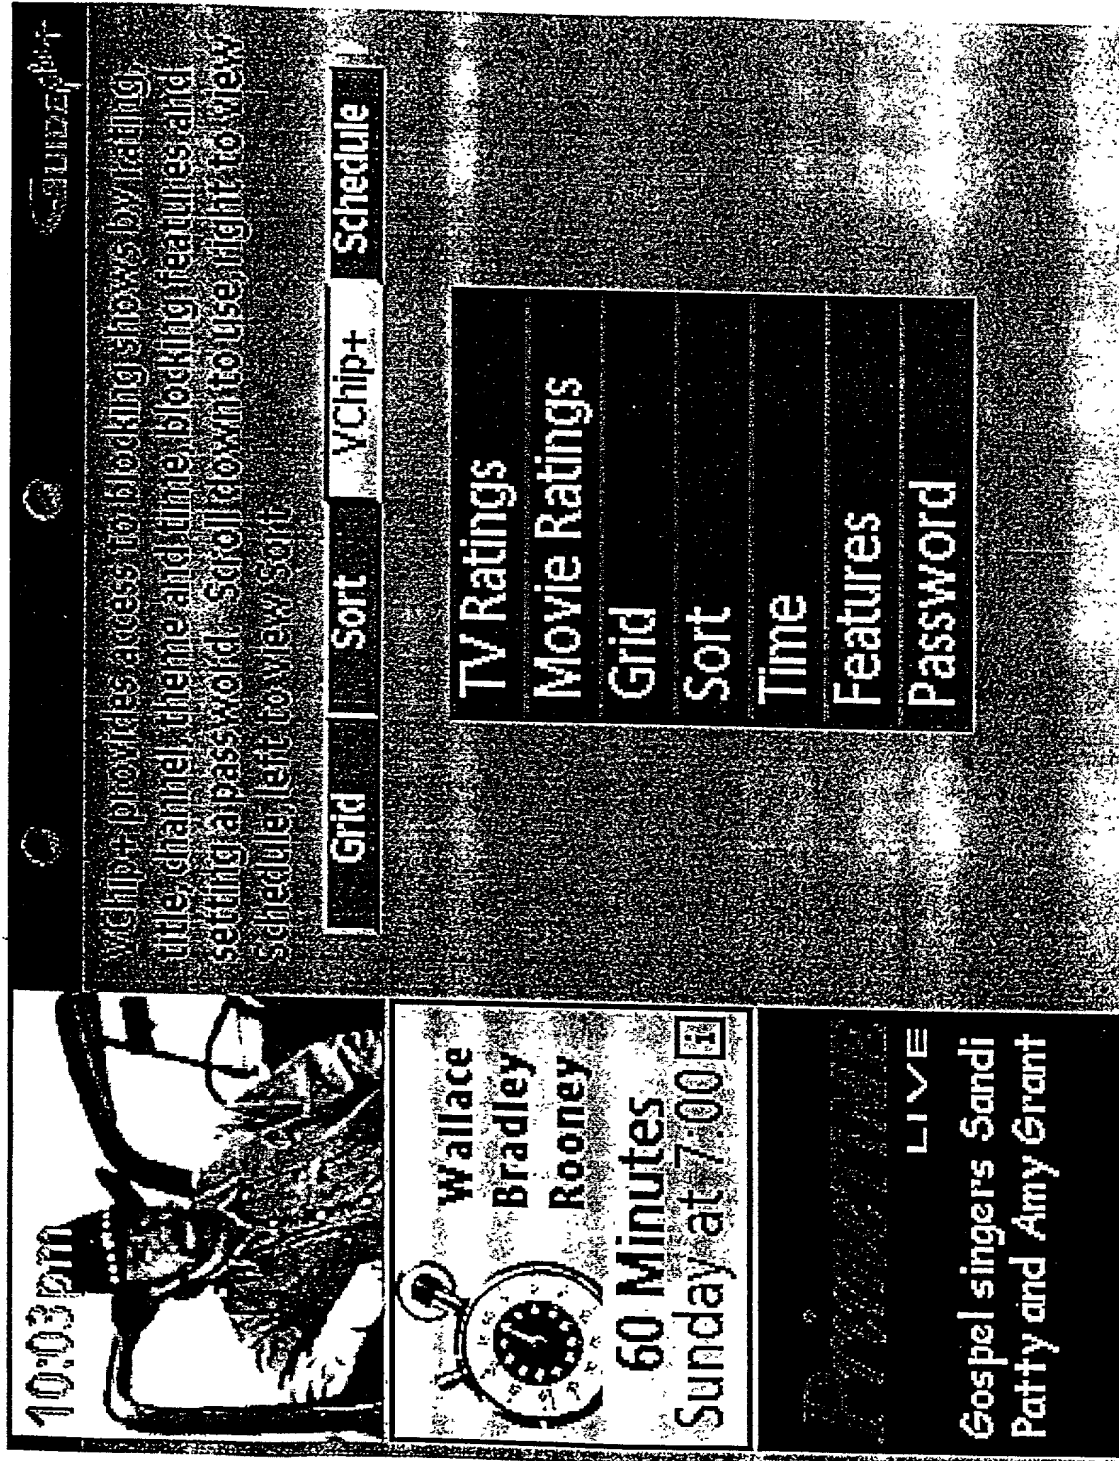 10:03pm
GUIDE Plus+
VChip+ provides access to blocking shows by rating,
title, channel, theme and time, blocking features and
setting a password. Scroll down to use, right to view
schedule, left to view sort.
Grid
Sort
VChip+
Schedule
TV Ratings
Movie Ratings
Grid
Sort
Time
Features
Password
Wallace
Bradley
Rooney
60 Minutes
Sunday at 7:00 i
PrimeTime
LIVE
Gospel singers Sandi
Patty and Amy Grant